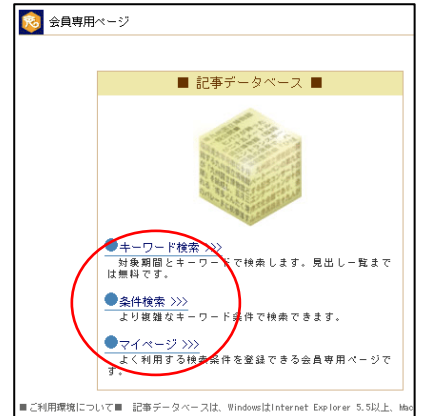 会員専用ページ
■ 記事データベース ■
キーワード検索 >>>
対象期間とキーワードで検索します。見出し一覧まで
は無料です。
条件検索 >>>
より複雑なキーワード条件で検索できます。
マイページ >>>
よく利用する検索条件を登録できる会員専用ページで
す。
■ご利用環境について■ 記事データベースは、WindowsはInternet Explorer 5.5以上、Mac